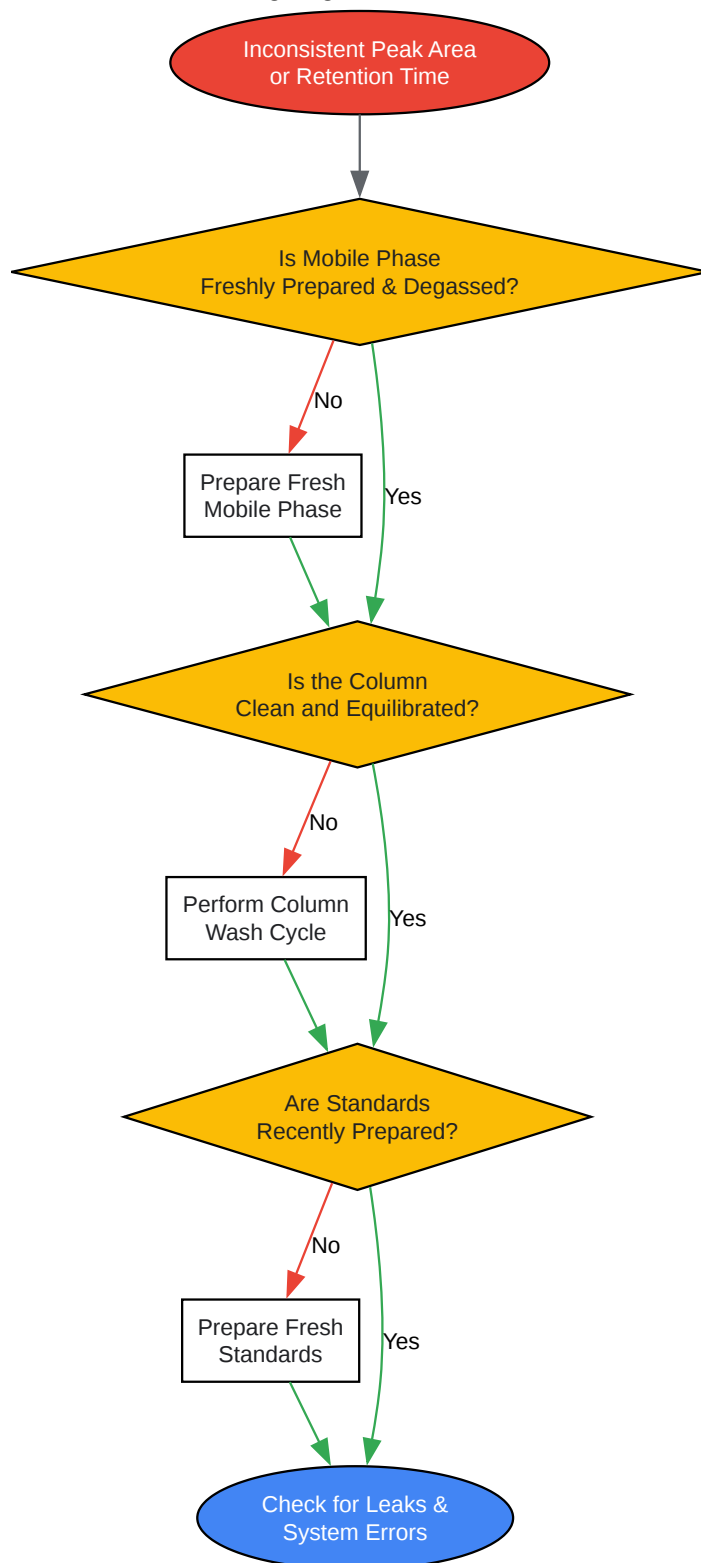 Inconsistent Peak Area
or Retention Time
Is Mobile Phase
Freshly Prepared & Degassed?
No
Prepare Fresh
Mobile Phase
Yes
Is the Column
Clean and Equilibrated?
No
Perform Column
Wash Cycle
Yes
Are Standards
Recently Prepared?
No
Prepare Fresh
Standards
Yes
Check for Leaks &
System Errors